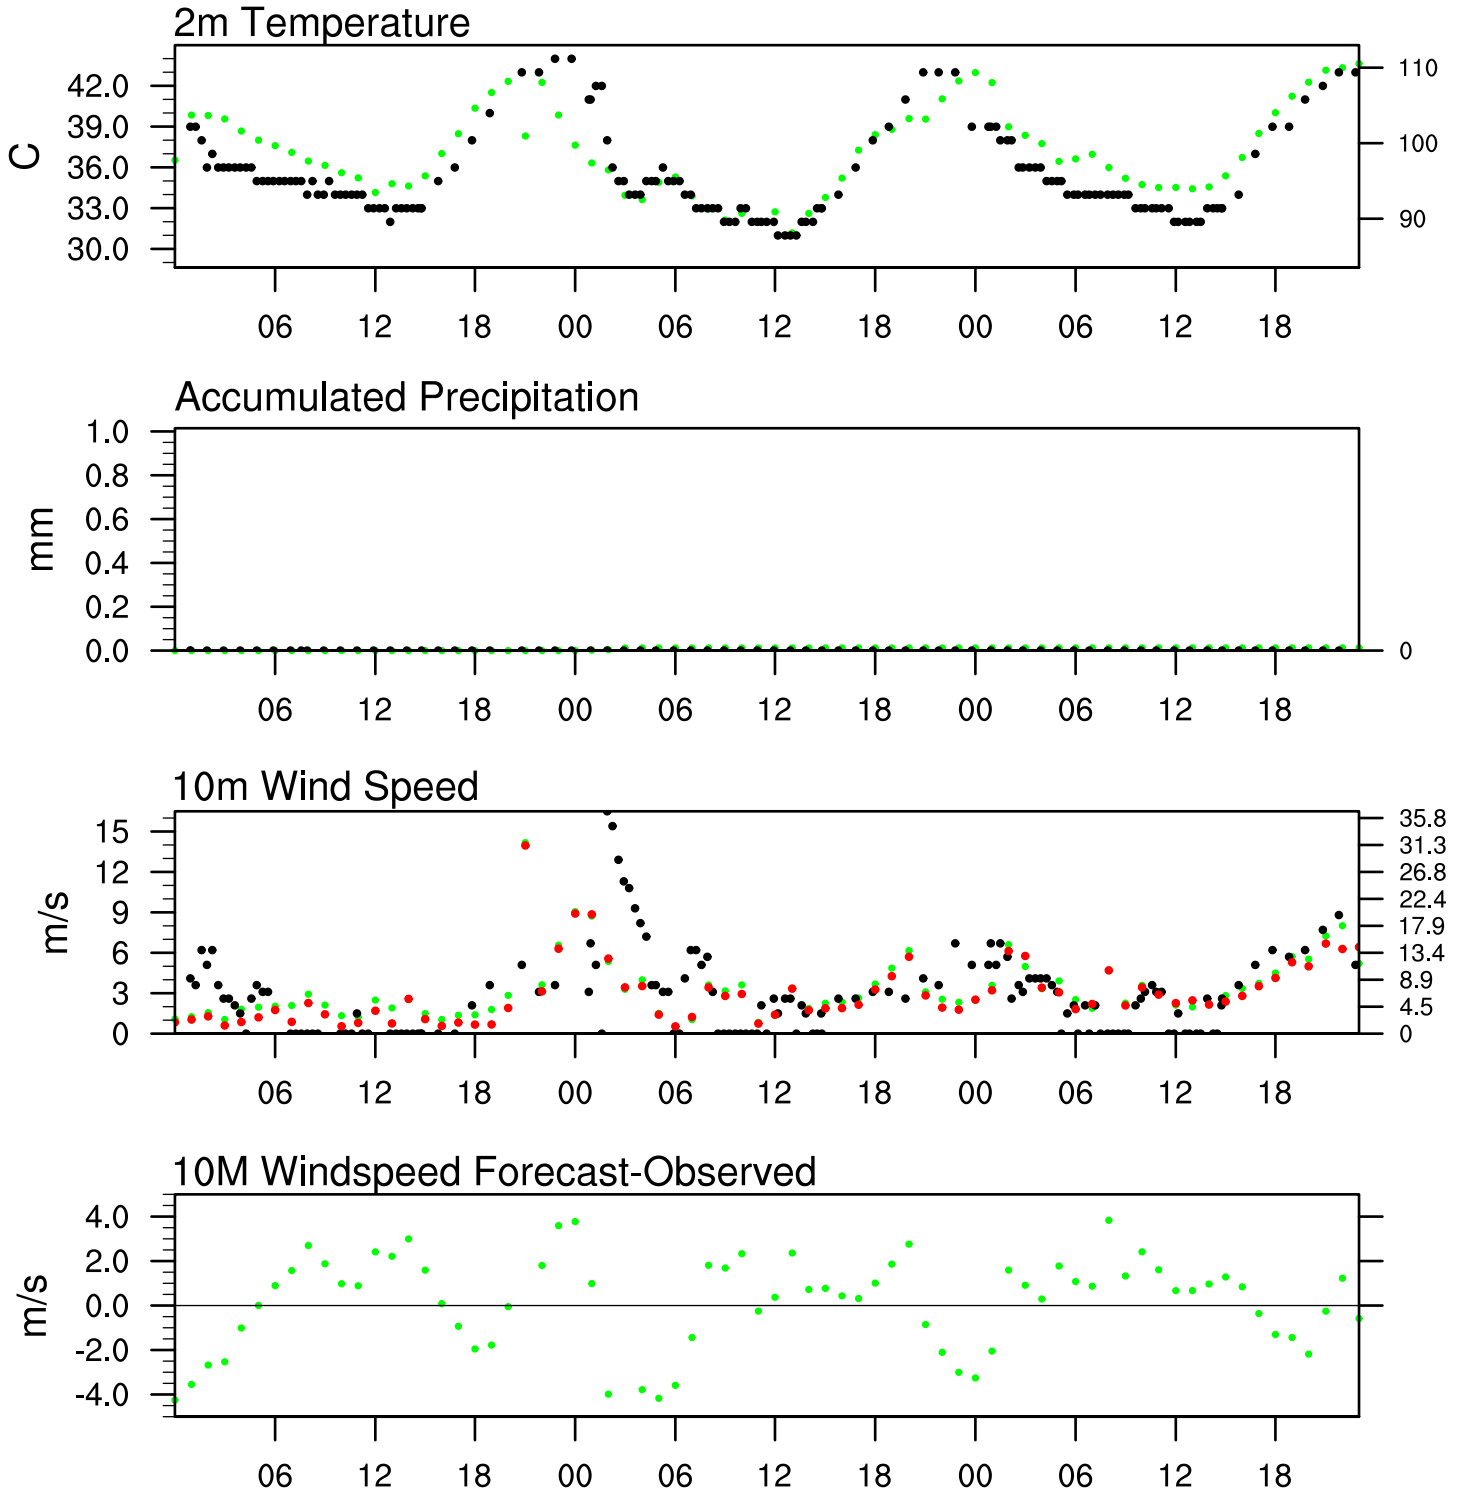 2m Temperature
42.0
39.0
36.0
33.0
30.0
C
110
100
90
06 12 18 00 06 12 18 00 06 12 18
Accumulated Precipitation
1.0
0.8
0.6
0.4
0.2
0.0
mm
0
06 12 18 00 06 12 18 00 06 12 18
10m Wind Speed
15
12
9
6
3
0
m/s
35.8
31.3
26.8
22.4
17.9
13.4
8.9
4.5
0
06 12 18 00 06 12 18 00 06 12 18
10M Windspeed Forecast-Observed
4.0
2.0
0.0
-2.0
-4.0
m/s
06 12 18 00 06 12 18 00 06 12 18